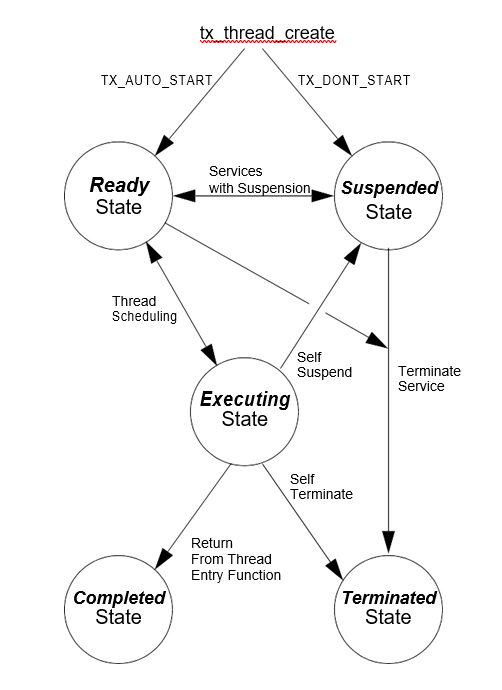 tx_thread_create
TX_AUTO_START
TX_DONT_START
Ready
State
Services
with Suspension
Suspended
State
Thread
Scheduling
Self
Suspend
Terminate
Service
Executing
State
Self
Terminate
Return
From Thread
Entry Function
Completed
State
Terminated
State